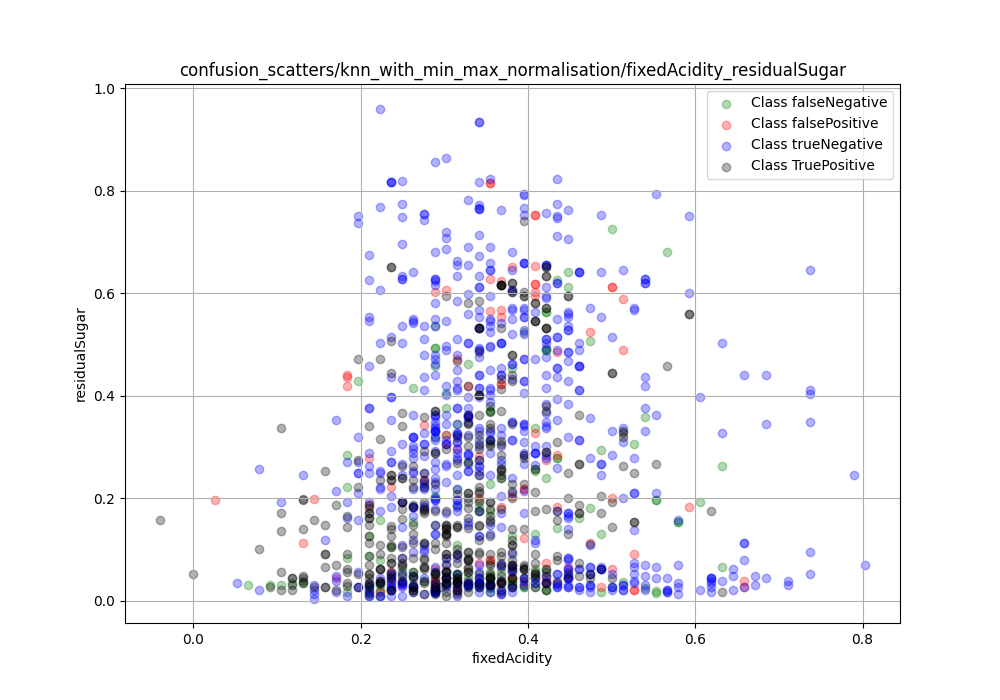 confusion_scatters/knn_with_min_max_normalisation/fixedAcidity_residualSugar
Class falseNegative
Class falsePositive
Class trueNegative
Class TruePositive
residualSugar
1.0
0.8
0.6
0.4
0.2
0.0
0.0 0.2 0.4 0.6 0.8
fixedAcidity